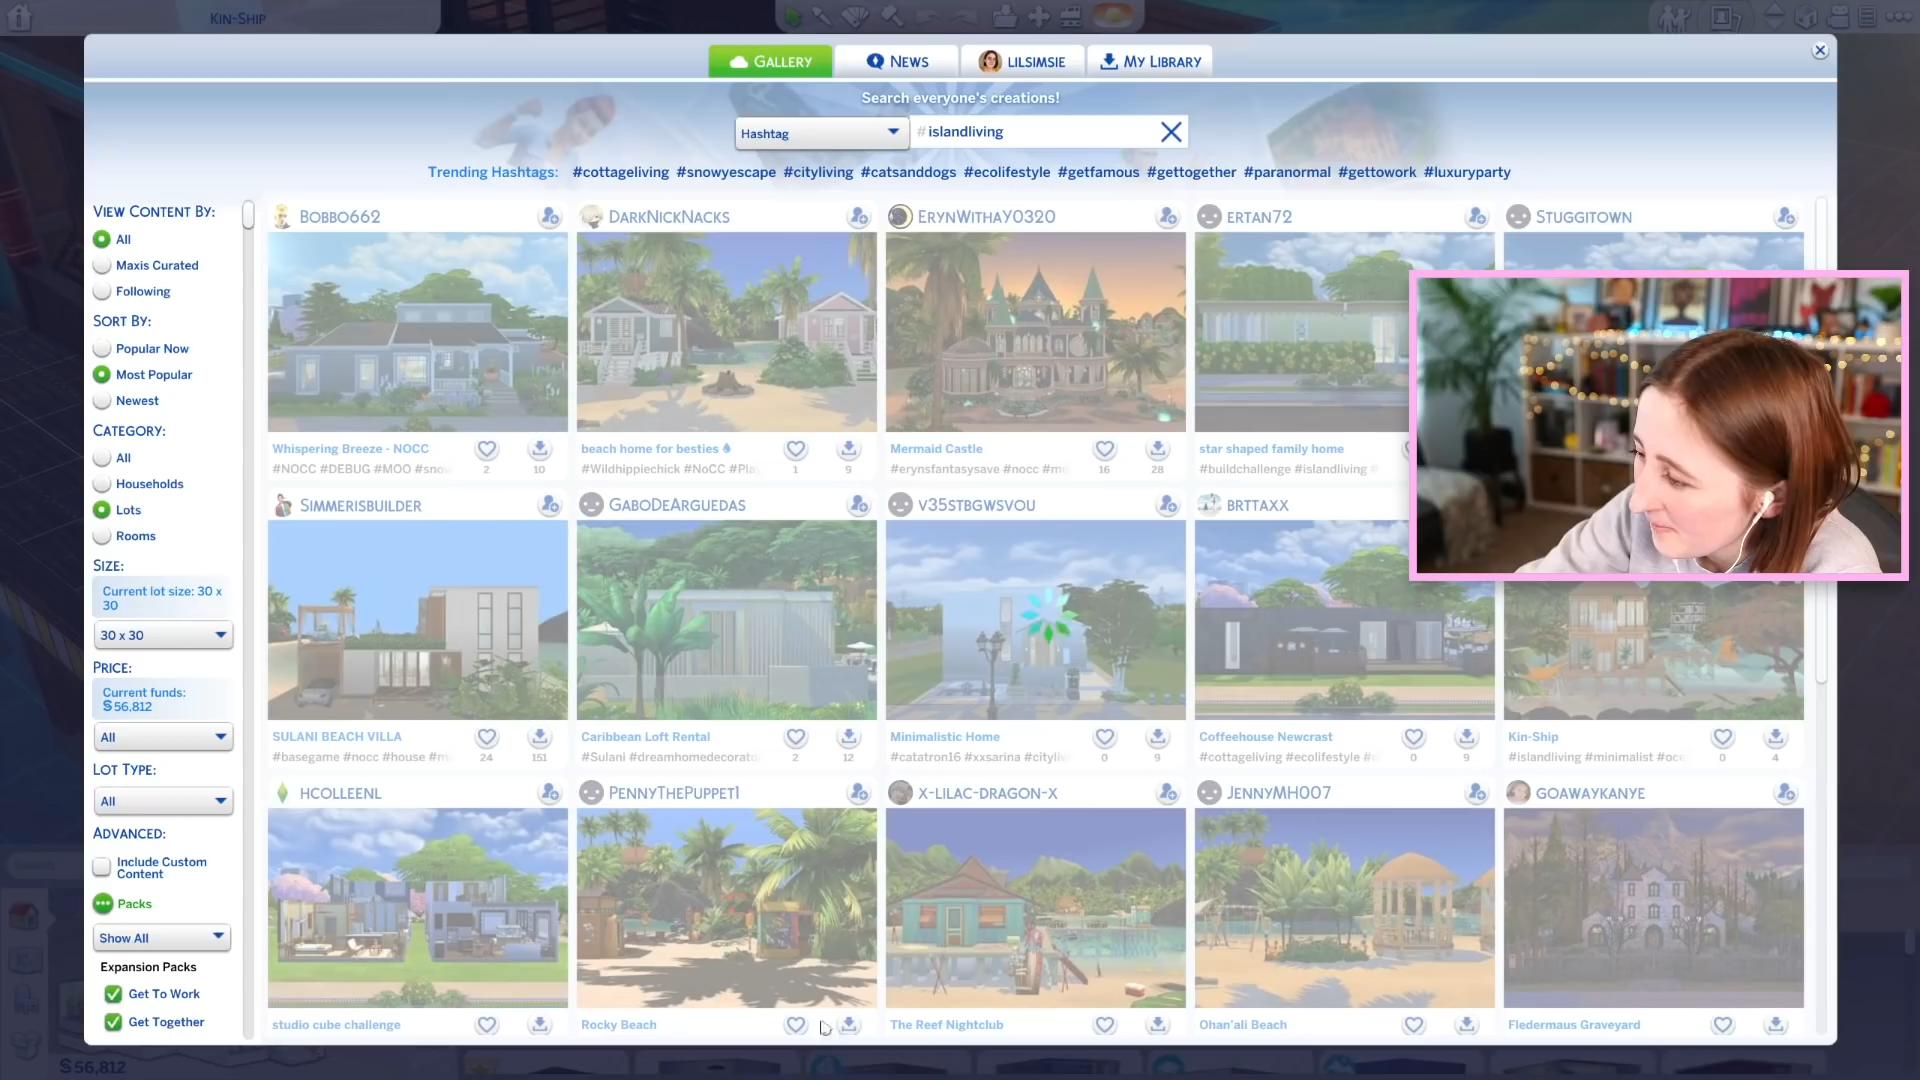 Kin-Ship
Gallery
News
lilsimsie
My Library
Search everyone's creations!
Hashtag
# islandliving
Trending Hashtags: #cottageliving #snowyescape #cityliving #catsanddogs #ecolifestyle #getfamous #gettogether #paranormal #gettowork #luxuryparty
View Content By:
All
Maxis Curated
Following
Sort By:
Popular Now
Most Popular
Newest
Category:
All
Households
Lots
Rooms
Size:
Current lot size: 30 x
30
30 x 30
Price:
Current funds:
§56,812
All
Lot Type:
All
Advanced:
Include Custom
Content
Packs
Show All
Expansion Packs
Get To Work
Get Together
Bobbo662
DarkNickNacks
ErynWithaY0320
ertan72
Stuggitown
Whispering Breeze - NOCC
2
10
#NOCC #DEBUG #MOO #snow
beach home for besties
1
9
#Wildhippiechick #NoCC #Pla
Mermaid Castle
16
28
#erynsfantasysave #nocc #me
star shaped family home
#buildchallenge #islandliving #
Simmerisbuilder
GaboDeArguedas
v35stbgwsvou
brttaxx
SULANI BEACH VILLA
24
151
#basegame #nocc #house #m
Caribbean Loft Rental
2
12
#Sulani #dreamhomedecorato
Minimalistic Home
0
9
#catatron16 #xxsarina #cityliv
Coffeehouse Newcrast
0
9
#cottageliving #ecolifestyle #
Kin-Ship
0
4
#islandliving #minimalist #oce
hcolleenl
PennyThePuppet1
x-lilac-dragon-x
jennyMH007
goawaykanye
studio cube challenge
Rocky Beach
The Reef Nightclub
Ohan'ali Beach
Fledermaus Graveyard
§56,812